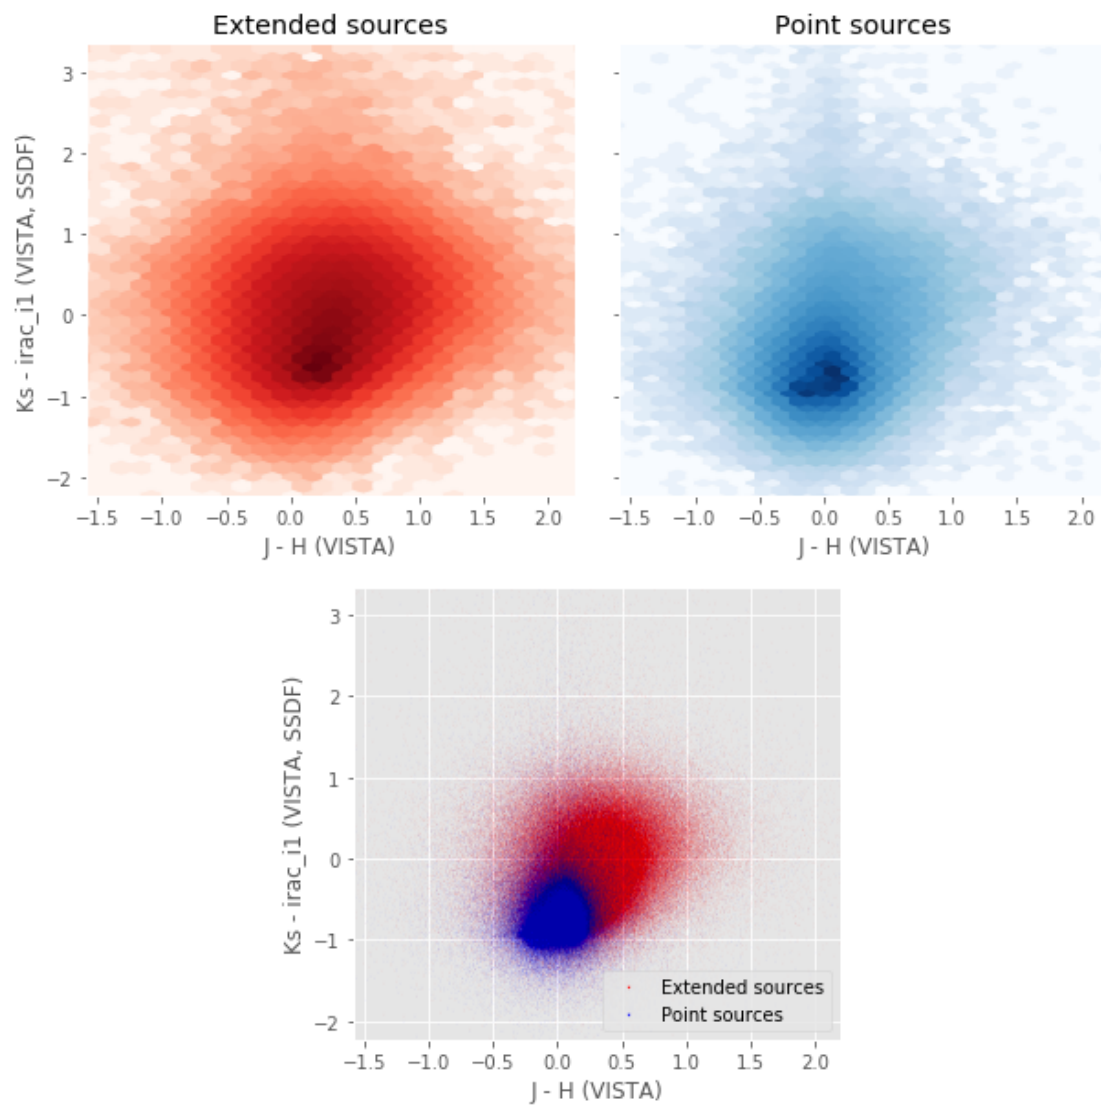 Extended sources
Point sources
Ks - irac_i1 (VISTA, SSDF)
3
2
1
0
−1
−2
−1.5 −1.0 −0.5 0.0 0.5 1.0 1.5 2.0
J - H (VISTA)
−1.5 −1.0 −0.5 0.0 0.5 1.0 1.5 2.0
J - H (VISTA)
Ks - irac_i1 (VISTA, SSDF)
3
2
1
0
−1
−2
Extended sources
Point sources
−1.5 −1.0 −0.5 0.0 0.5 1.0 1.5 2.0
J - H (VISTA)